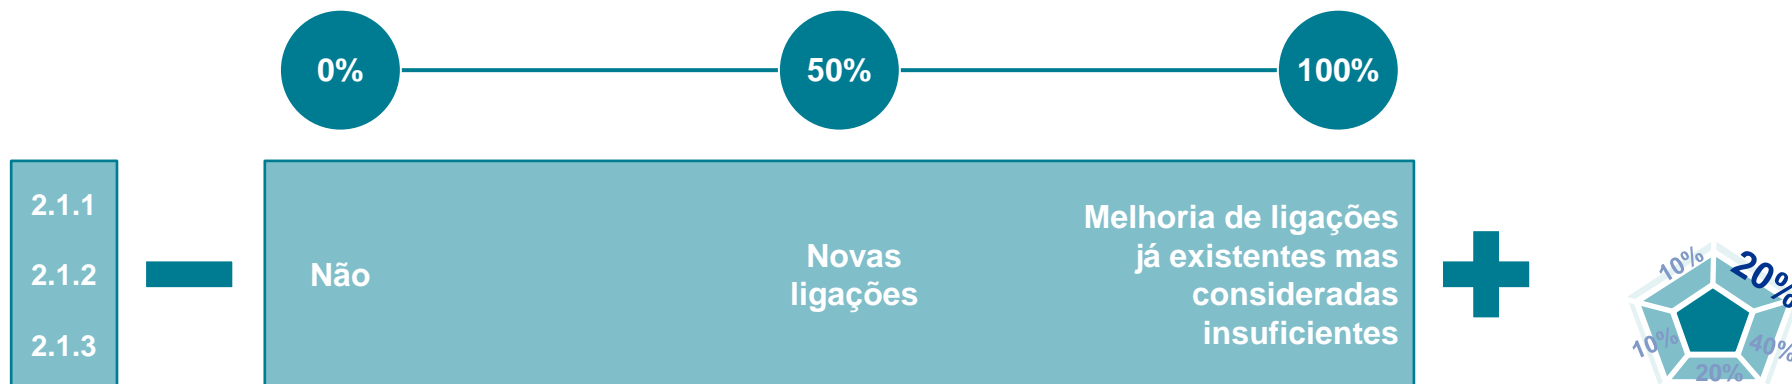 0%
50%
100%
2.1.1
2.1.2
2.1.3
Não
Novas
ligações
Melhoria de ligações
já existentes mas
consideradas
insuficientes
10%
20%
10%
40%
20%